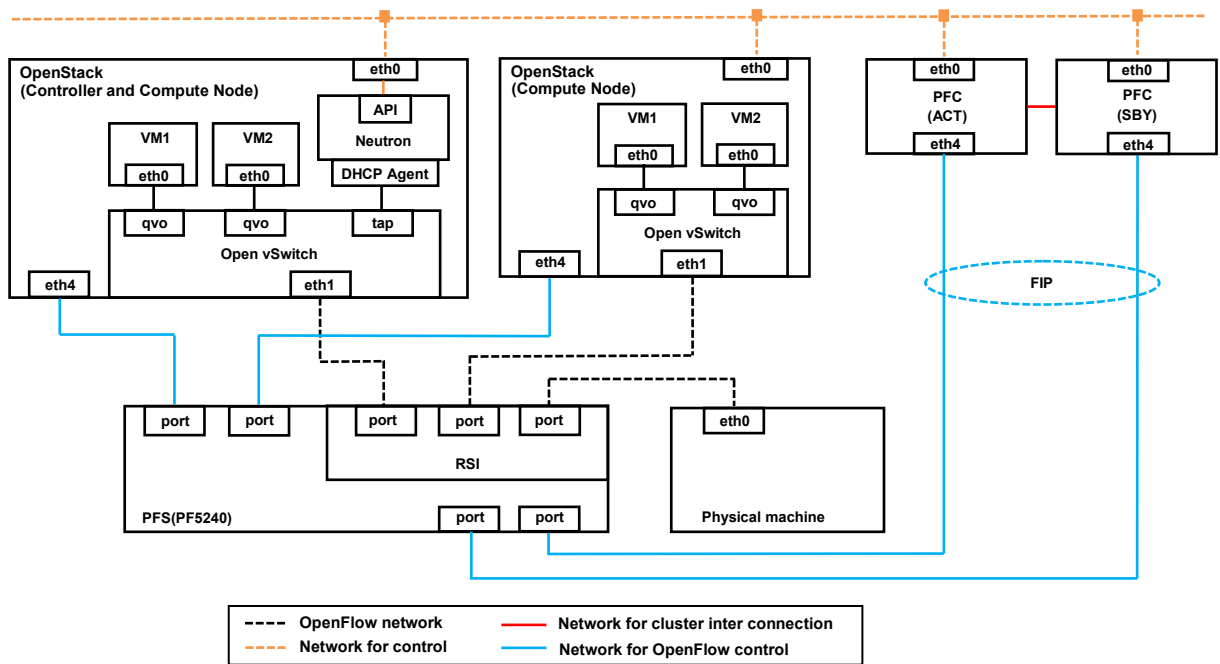 OpenStack
(Controller and Compute Node)
eth0
API
Neutron
DHCP Agent
VM1
eth0
VM2
eth0
qvo
qvo
tap
Open vSwitch
eth4
eth1
OpenStack
(Compute Node)
eth0
VM1
eth0
VM2
eth0
qvo
qvo
Open vSwitch
eth4
eth1
eth0
PFC
(ACT)
eth4
eth0
PFC
(SBY)
eth4
FIP
port
port
port
port
port
RSI
PFS(PF5240)
port
port
eth0
Physical machine
OpenFlow network
Network for control
Network for cluster inter connection
Network for OpenFlow control